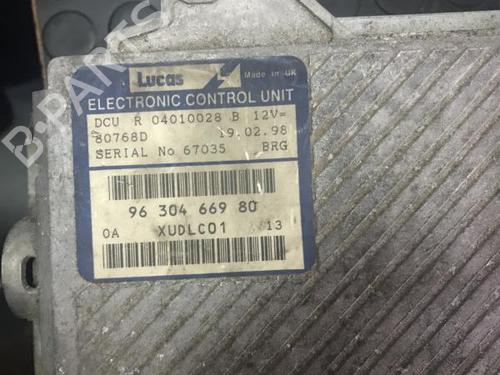 Lucas Made in UK
ELECTRONIC CONTROL UNIT
DCU R 04010028 B 12V=
80768D 19.02.98
SERIAL No 67035 BRG
96 304 669 80
0A XUDLC01 13
B-PARTS